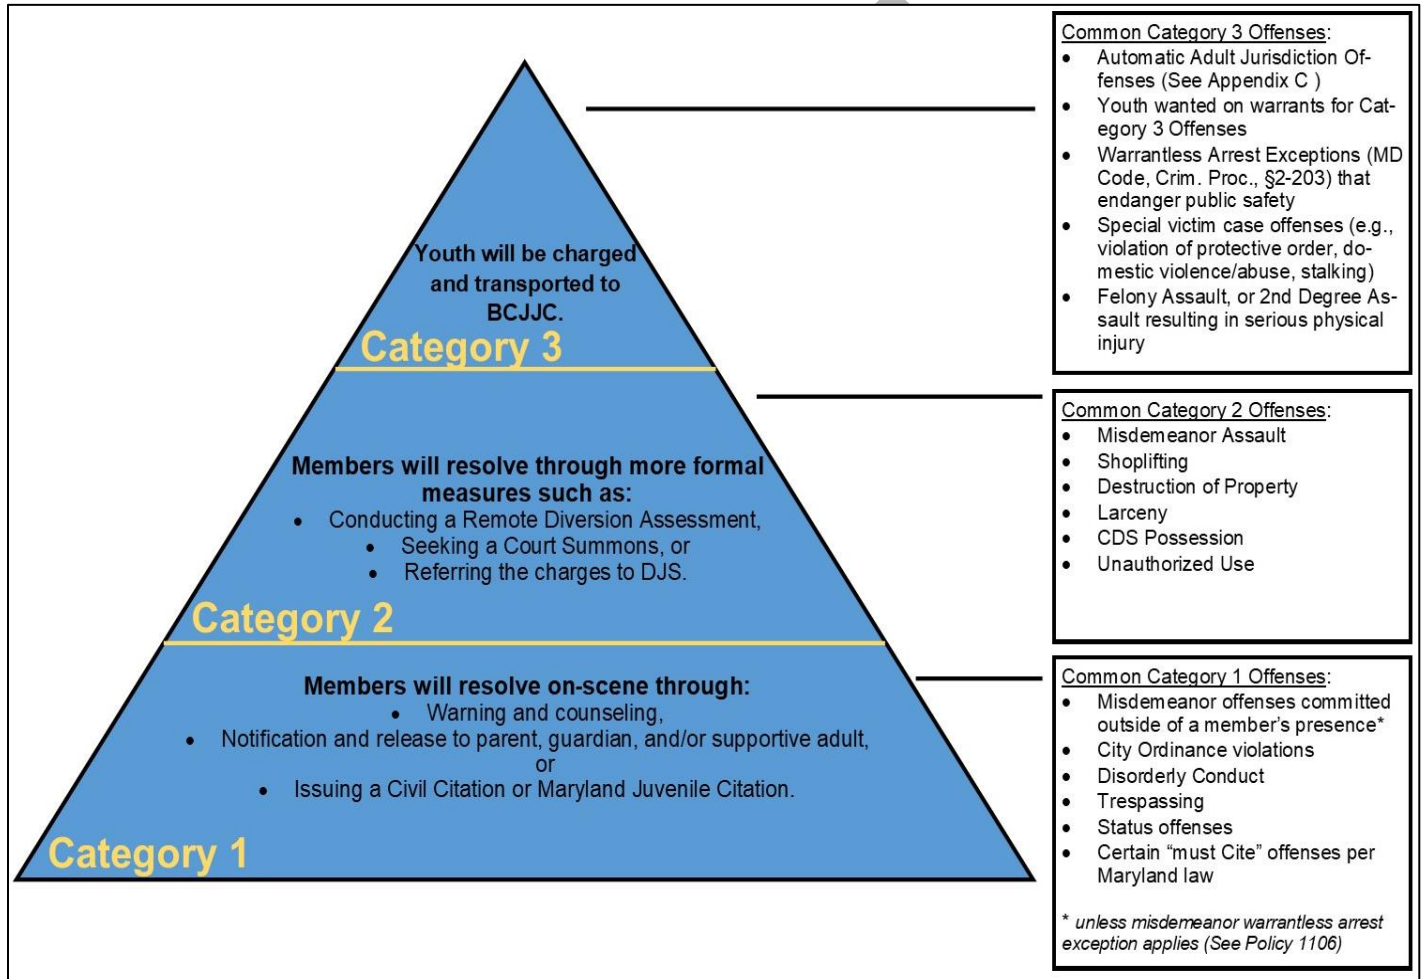 Youth will be charged
and transported to
BCJJC.
Category 3
Members will resolve through more formal
measures such as:
• Conducting a Remote Diversion Assessment,
• Seeking a Court Summons, or
• Referring the charges to DJS.
Category 2
Members will resolve on-scene through:
• Warning and counseling,
• Notification and release to parent, guardian, and/or supportive adult,
or
• Issuing a Civil Citation or Maryland Juvenile Citation.
Category 1
Common Category 3 Offenses:
• Automatic Adult Jurisdiction Of-
fenses (See Appendix C )
• Youth wanted on warrants for Cat-
egory 3 Offenses
• Warrantless Arrest Exceptions (MD
Code, Crim. Proc., §2-203) that
endanger public safety
• Special victim case offenses (e.g.,
violation of protective order, do-
mestic violence/abuse, stalking)
• Felony Assault, or 2nd Degree As-
sault resulting in serious physical
injury
Common Category 2 Offenses:
• Misdemeanor Assault
• Shoplifting
• Destruction of Property
• Larceny
• CDS Possession
• Unauthorized Use
Common Category 1 Offenses:
• Misdemeanor offenses committed
outside of a member’s presence*
• City Ordinance violations
• Disorderly Conduct
• Trespassing
• Status offenses
• Certain “must Cite” offenses per
Maryland law
* unless misdemeanor warrantless arrest
exception applies (See Policy 1106)